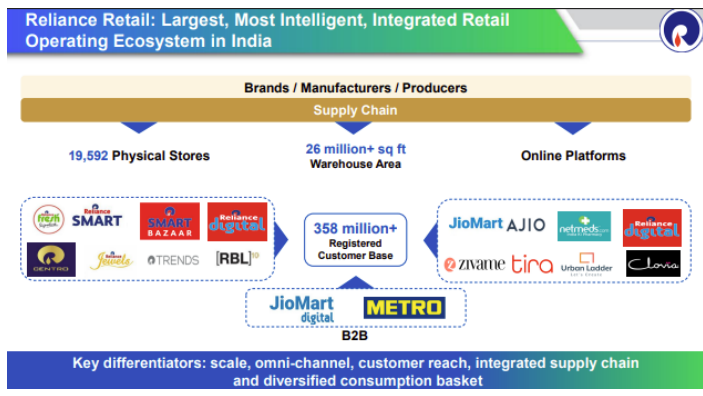 Reliance Retail: Largest, Most Intelligent, Integrated Retail
Operating Ecosystem in India
Brands / Manufacturers / Producers
Supply Chain
19,592 Physical Stores
26 million+ sq ft
Warehouse Area
Online Platforms
fresh
Reliance
SMART
SMART
BAZAAR
Reliance
digital
CENTRO
Jewels
TRENDS
[RBL]
358 million+
Registered
Customer Base
JioMart
AJIO
netmeds.com
Reliance
digital
zivame
tira
Urban Ladder
Clovia
JioMart
digital
METRO
B2B
Key differentiators: scale, omni-channel, customer reach, integrated supply chain
and diversified consumption basket